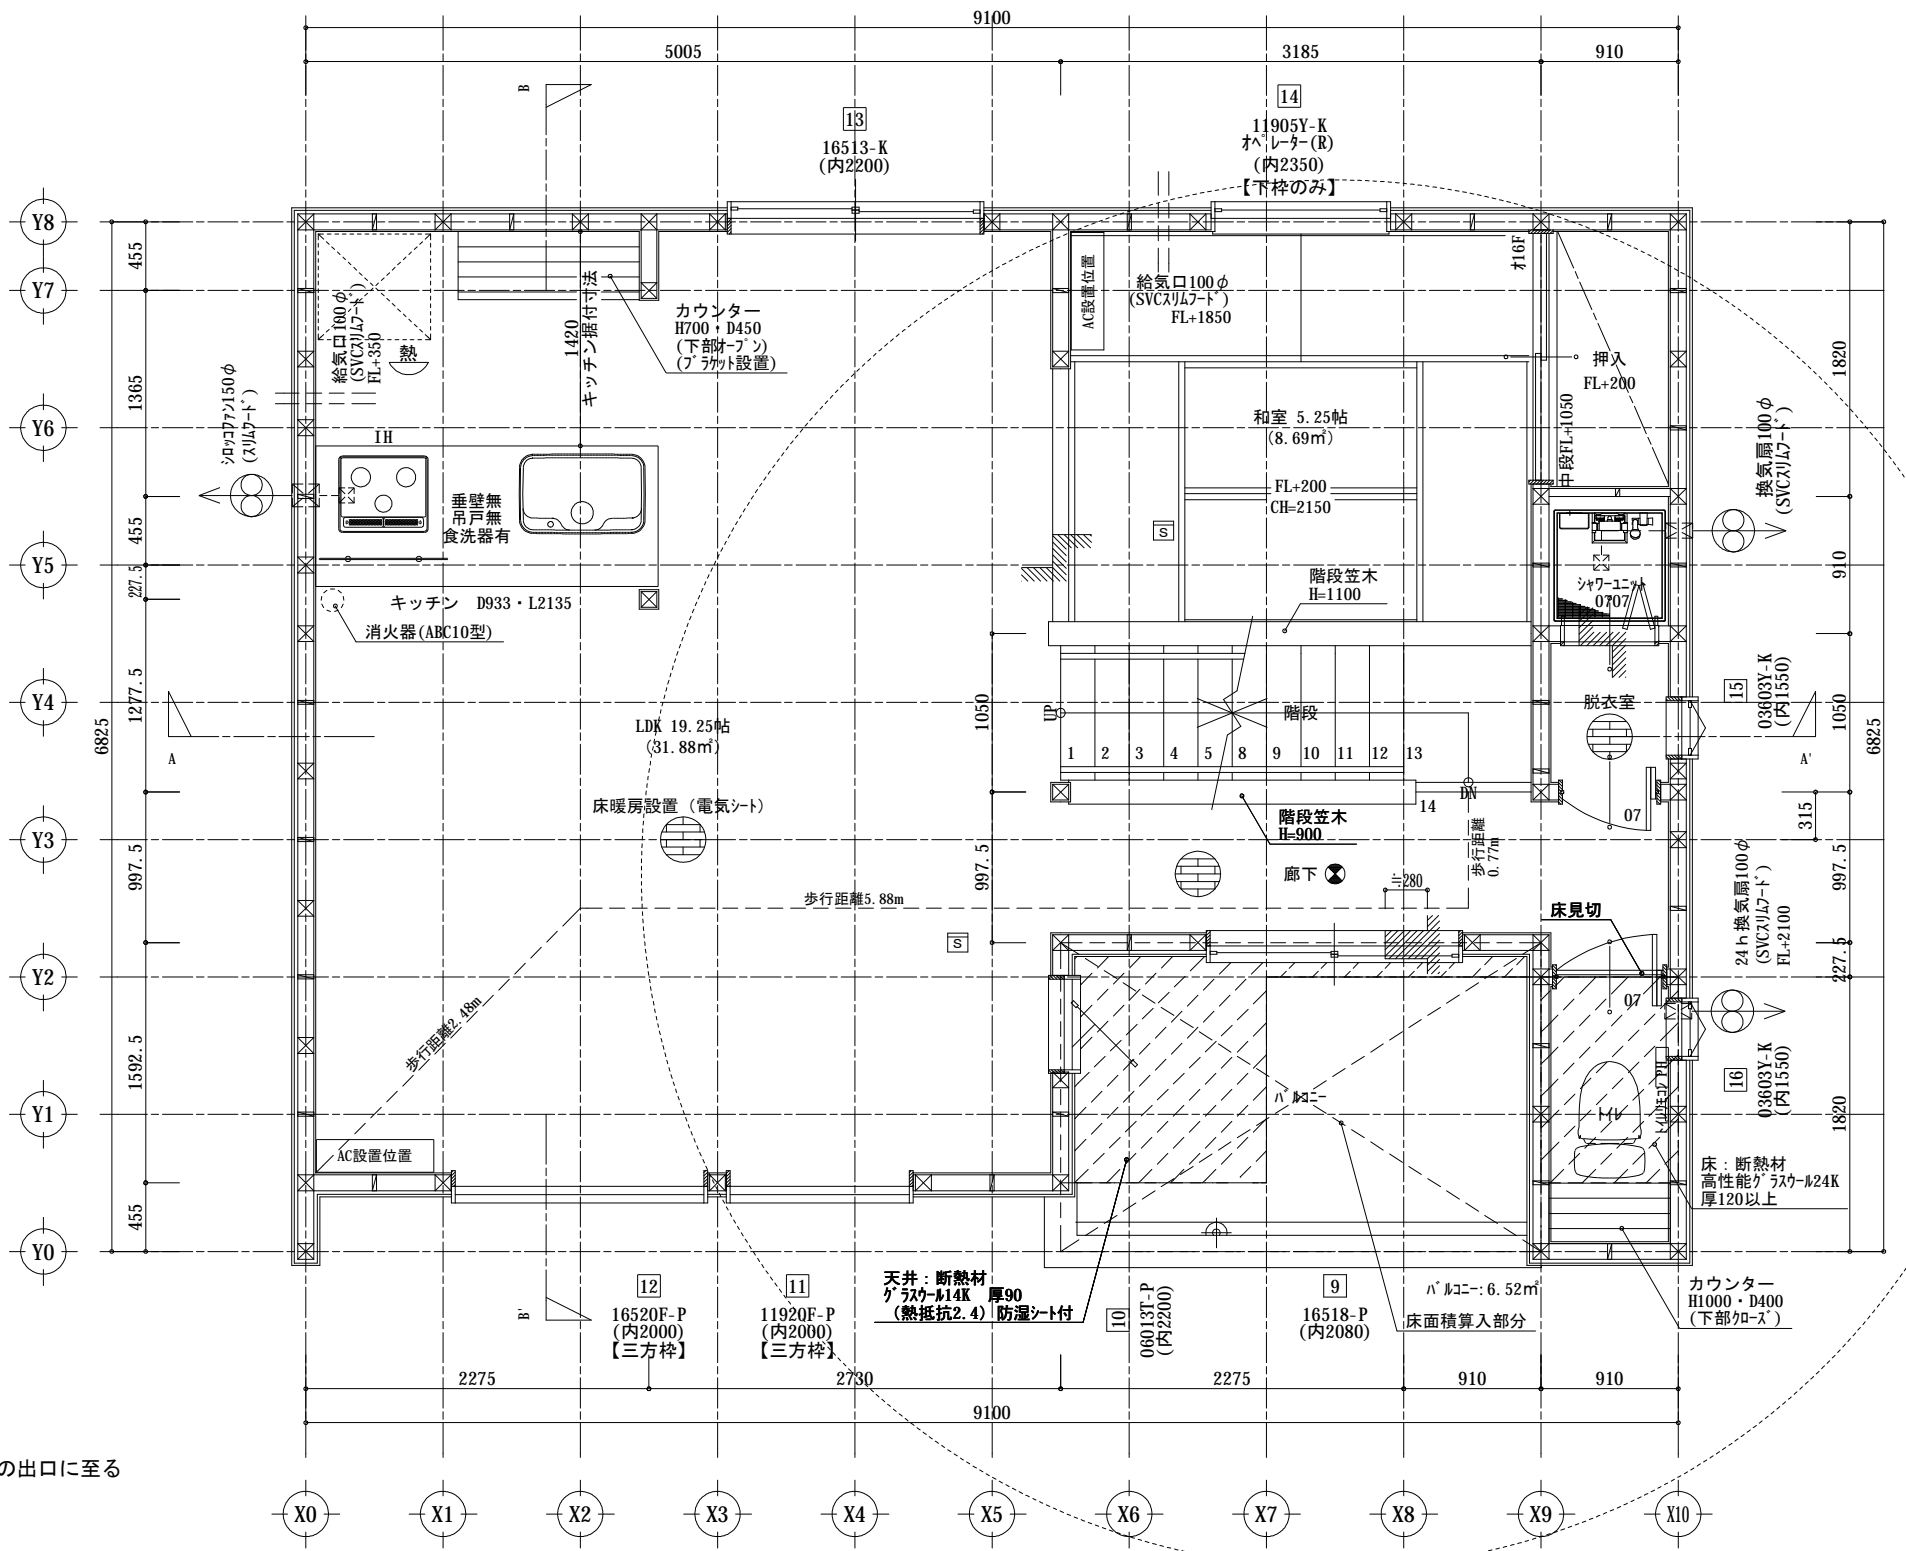 9100
5005
3185
910
B
13
16513-K
(内2200)
14
11905Y-K
オペレーター(R)
(内2350)
【下枠のみ】
Y8
Y7
Y6
Y5
Y4
Y3
Y2
Y1
Y0
455
1365
455
227.5
1277.5
997.5
1592.5
455
6825
給気口100φ
(SVCスリムフード)
FL+350
熱
1420
キッチン据付寸法
カウンター
H700・D450
(下部オープン)
(ブラケット設置)
シロッコファン150φ
(スリムフード)
IH
垂壁無
吊戸無
食洗器有
キッチン D933・L2135
消火器(ABC10型)
AC設置位置
給気口100φ
(SVCスリムフード)
FL+1850
オ16F
押入
FL+200
中段FL+1050
和室 5.25帖
(8.69㎡)
FL+200
CH=2150
S
階段笠木
H=1100
シャワーユニット
0707
換気扇100φ
(SVCスリムフード)
1820
910
1050
315
997.5
227.5
1820
6825
LDK 19.25帖
(31.88㎡)
床暖房設置（電気シート）
1050
997.5
UP
階段
1
2
3
4
5
8
9
10
11
12
13
14
DN
階段笠木
H=900
脱衣室
07
15
03603Y-K
(内1550)
A
A'
廊下
≒280
歩行距離
0.77m
歩行距離5.88m
歩行距離2.48m
S
床見切
07
24h換気扇100φ
(SVCスリムフード)
FL+2100
16
03603Y-K
(内1550)
バルコニー
トイレ
トイレリモコン PH
床：断熱材
高性能グラスウール24K
厚120以上
AC設置位置
B'
12
16520F-P
(内2000)
【三方枠】
11
11920F-P
(内2000)
【三方枠】
天井：断熱材
グラスウール14K 厚90
（熱抵抗2.4）防湿シート付
10
06013T-P
(内2200)
9
16518-P
(内2080)
バルコニー:6.52㎡
床面積算入部分
カウンター
H1000・D400
(下部クローズ)
2275
2730
2275
910
910
9100
の出口に至る
X0
X1
X2
X3
X4
X5
X6
X7
X8
X9
X10